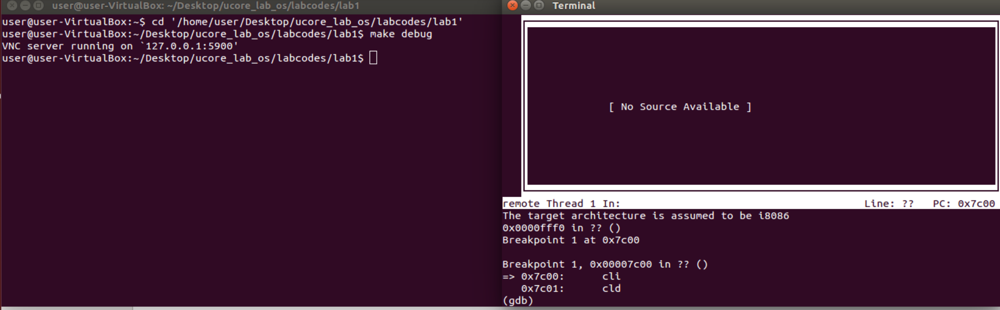 user@user-VirtualBox: ~/Desktop/ucore_lab_os/labcodes/lab1
user@user-VirtualBox:~$ cd '/home/user/Desktop/ucore_lab_os/labcodes/lab1'
user@user-VirtualBox:~/Desktop/ucore_lab_os/labcodes/lab1$ make debug
VNC server running on `127.0.0.1:5900'
user@user-VirtualBox:~/Desktop/ucore_lab_os/labcodes/lab1$
Terminal
[ No Source Available ]
remote Thread 1 In: Line: ?? PC: 0x7c00
The target architecture is assumed to be i8086
0x0000fff0 in ?? ()
Breakpoint 1 at 0x7c00
Breakpoint 1, 0x00007c00 in ?? ()
=> 0x7c00: cli
0x7c01: cld
(gdb)